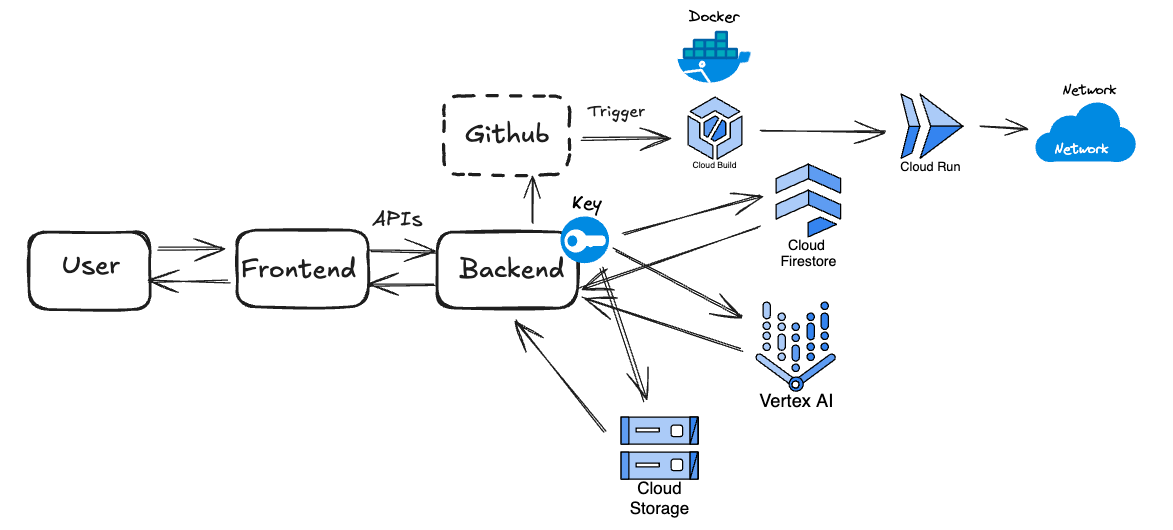 Docker
Github
Trigger
Cloud Build
Cloud Run
Network
Network
User
Frontend
APIs
Backend
Key
Cloud
Firestore
Vertex AI
Cloud
Storage